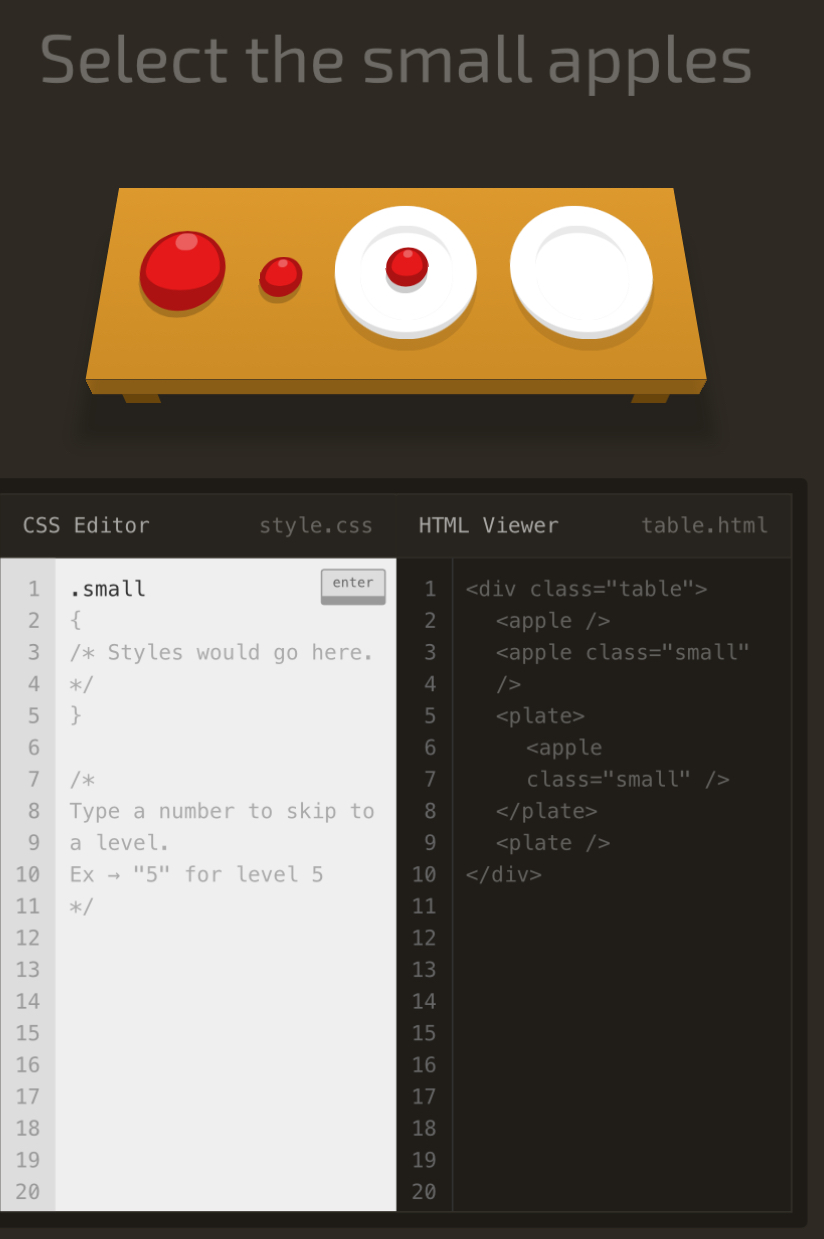 Select the small apples
CSS Editor style.css
HTML Viewer table.html
1 .small enter
2 {
3 /* Styles would go here.
4 */
5 }
6
7 /*
8 Type a number to skip to
9 a level.
10 Ex → "5" for level 5
11 */
12
13
14
15
16
17
18
19
20
1 <div class="table">
2 <apple />
3 <apple class="small"
4 />
5 <plate>
6 <apple
7 class="small" />
8 </plate>
9 <plate />
10 </div>
11
12
13
14
15
16
17
18
19
20